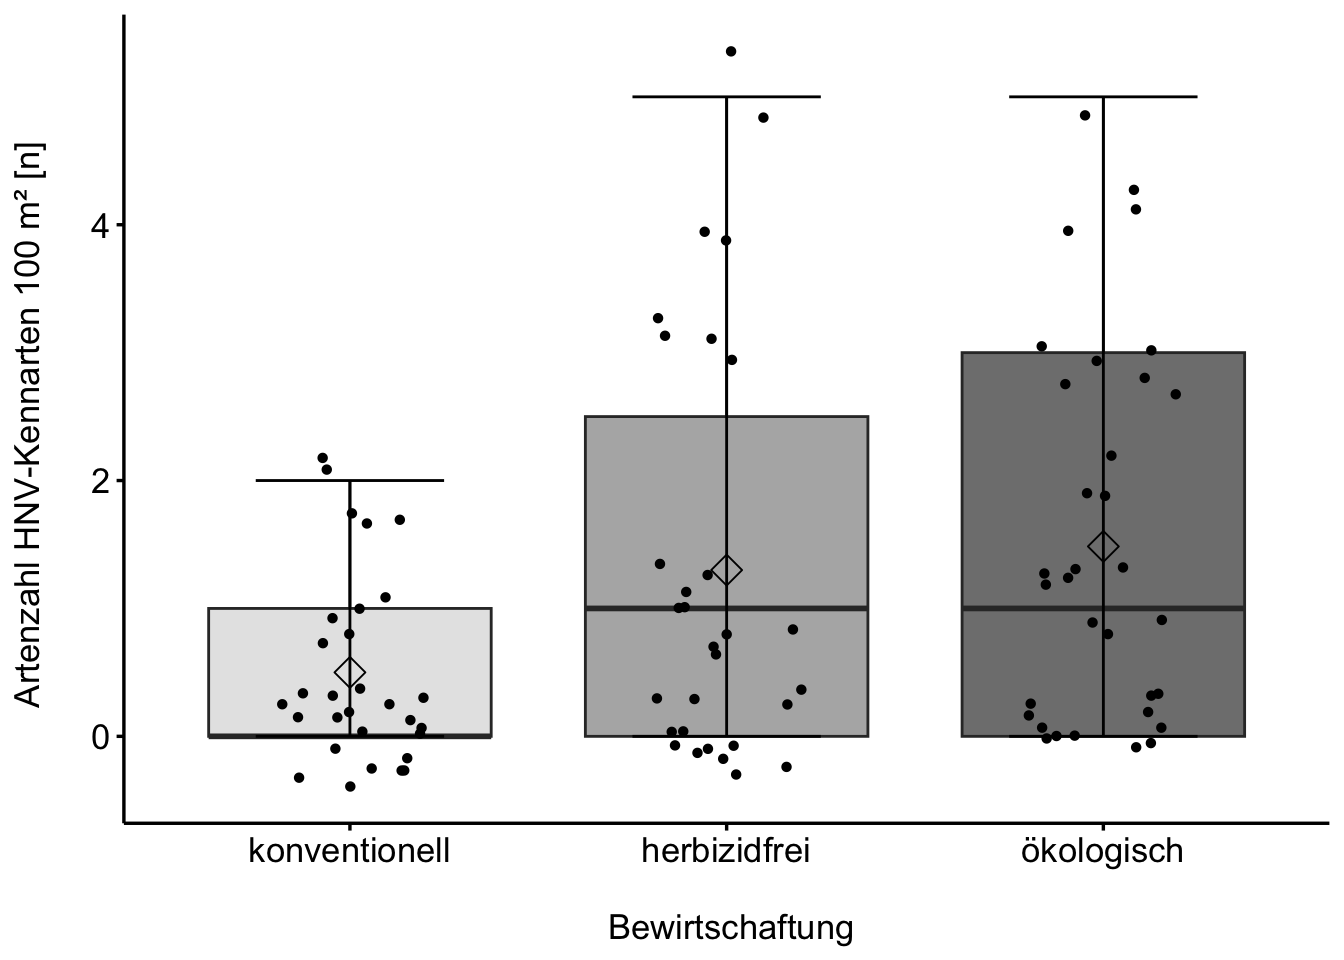 Artenzahl HNV-Kennarten 100 m² [n]
4
2
0
konventionell
herbizidfrei
ökologisch
Bewirtschaftung